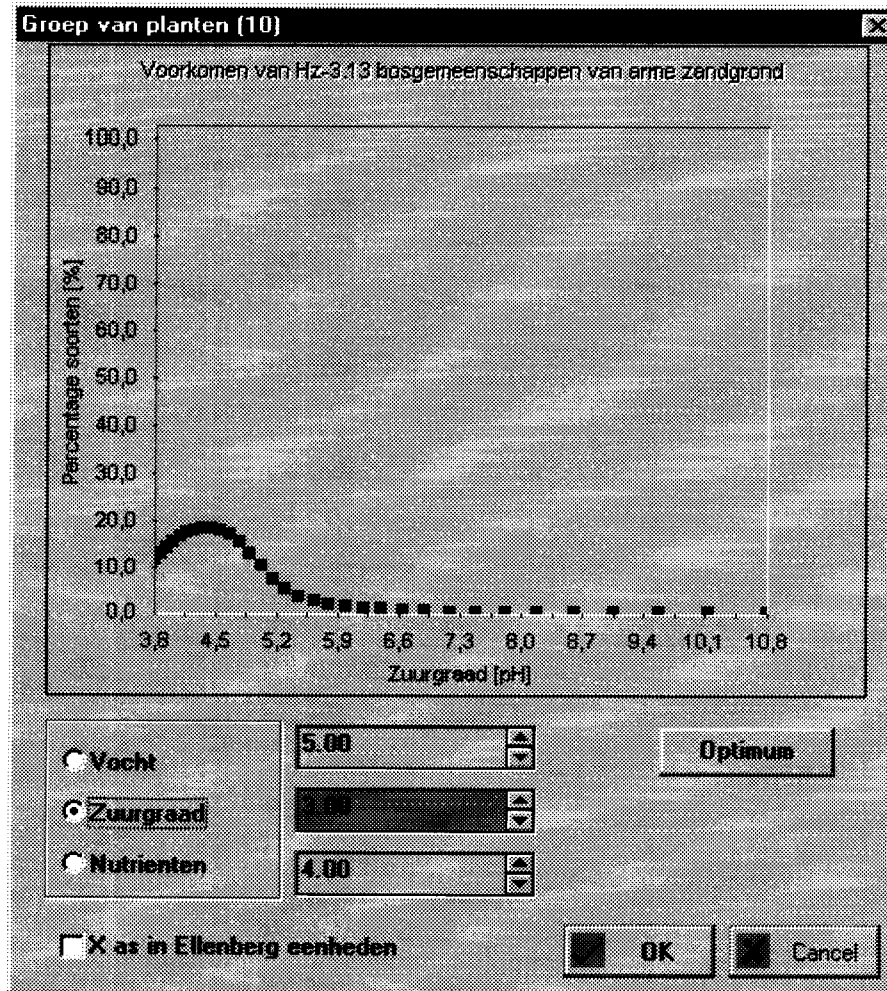 Groep van planten (10)
Voorkomen van Hz-3.13 bosgemeenschappen van arme zandgrond
Percentage soorten [%]
100,0
90,0
80,0
70,0
60,0
50,0
40,0
30,0
20,0
10,0
0,0
3,8 4,5 5,2 5,9 6,6 7,3 8,0 8,7 9,4 10,1 10,8
Zuurgraad [pH]
Vocht 5.00 Optimum
Zuurgraad 3.00
Nutrienten 4.00
X as in Ellenberg eenheden OK Cancel